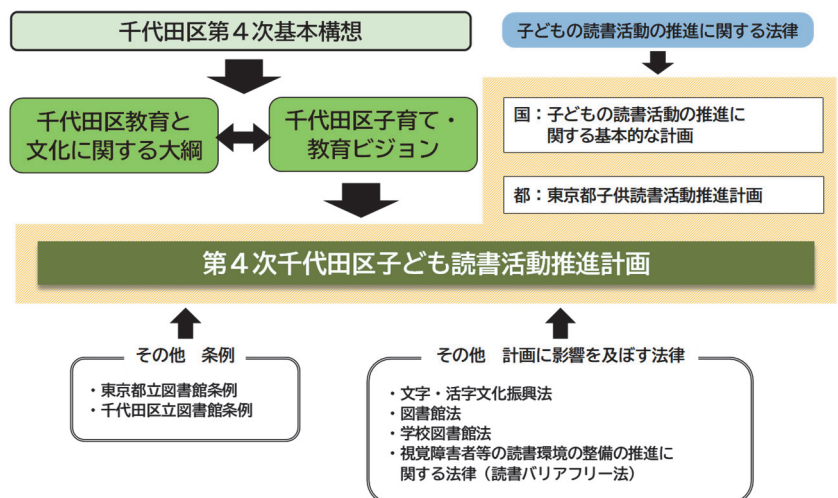 千代田区第４次基本構想
子どもの読書活動の推進に関する法律
千代田区教育と
文化に関する大綱
千代田区子育て・
教育ビジョン
国：子どもの読書活動の推進に
関する基本的な計画
都：東京都子供読書活動推進計画
第４次千代田区子ども読書活動推進計画
その他　条例
・東京都立図書館条例
・千代田区立図書館条例
その他　計画に影響を及ぼす法律
・文字・活字文化振興法
・図書館法
・学校図書館法
・視覚障害者等の読書環境の整備の推進に
関する法律（読書バリアフリー法）